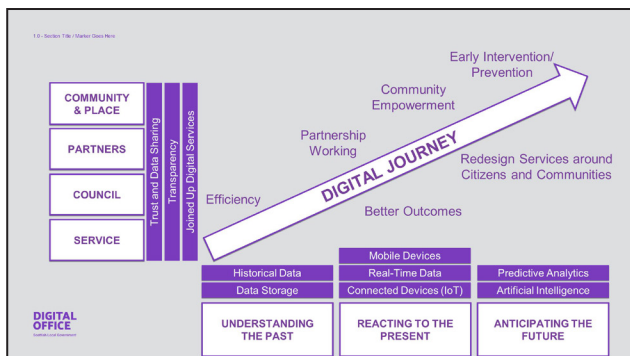 1.0 - Section Title / Marker Goes Here
Early Intervention/
Prevention
Community
Empowerment
Partnership
Working
Efficiency
DIGITAL JOURNEY
Redesign Services around
Citizens and Communities
Better Outcomes
COMMUNITY
& PLACE
PARTNERS
COUNCIL
SERVICE
Trust and Data Sharing
Transparency
Joined Up Digital Services
Mobile Devices
Historical Data
Real-Time Data
Predictive Analytics
Data Storage
Connected Devices (IoT)
Artificial Intelligence
UNDERSTANDING
THE PAST
REACTING TO THE
PRESENT
ANTICIPATING THE
FUTURE
DIGITAL
OFFICE
Scottish Local Government